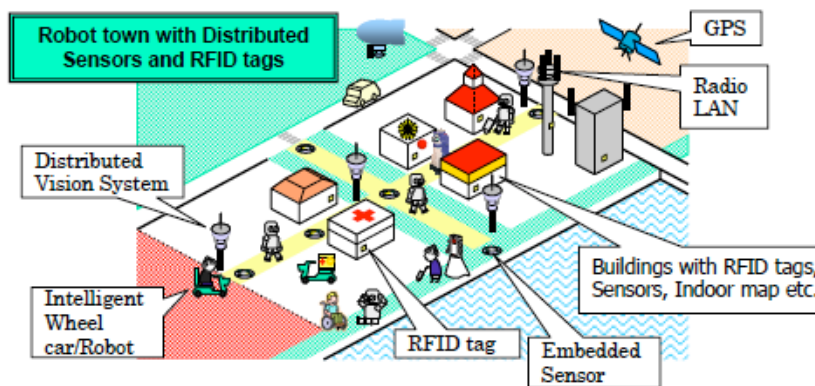 Robot town with Distributed
Sensors and RFID tags
GPS
Radio
LAN
Distributed
Vision System
Buildings with RFID tags,
Sensors, Indoor map etc.
Intelligent
Wheel
car/Robot
RFID tag
Embedded
Sensor